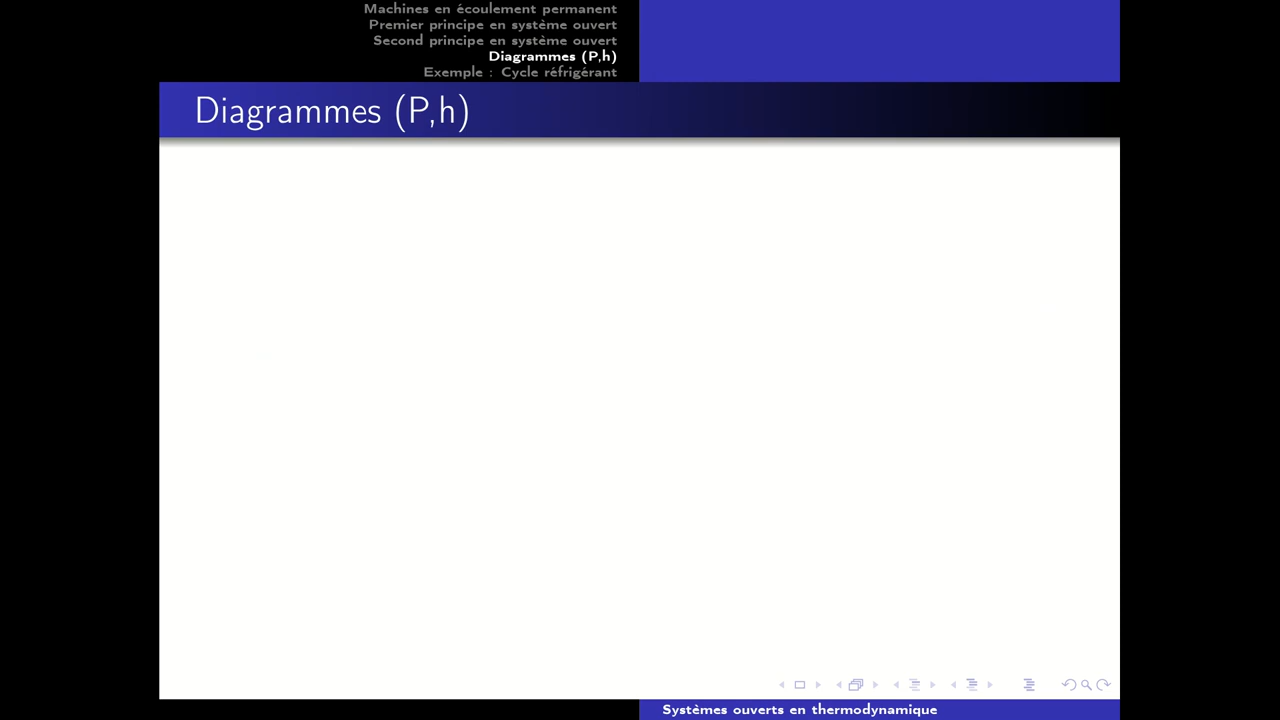 Machines en écoulement permanent
Premier principe en système ouvert
Second principe en système ouvert
Diagrammes (P,h)
Exemple : Cycle réfrigérant
Diagrammes (P,h)
Systèmes ouverts en thermodynamique